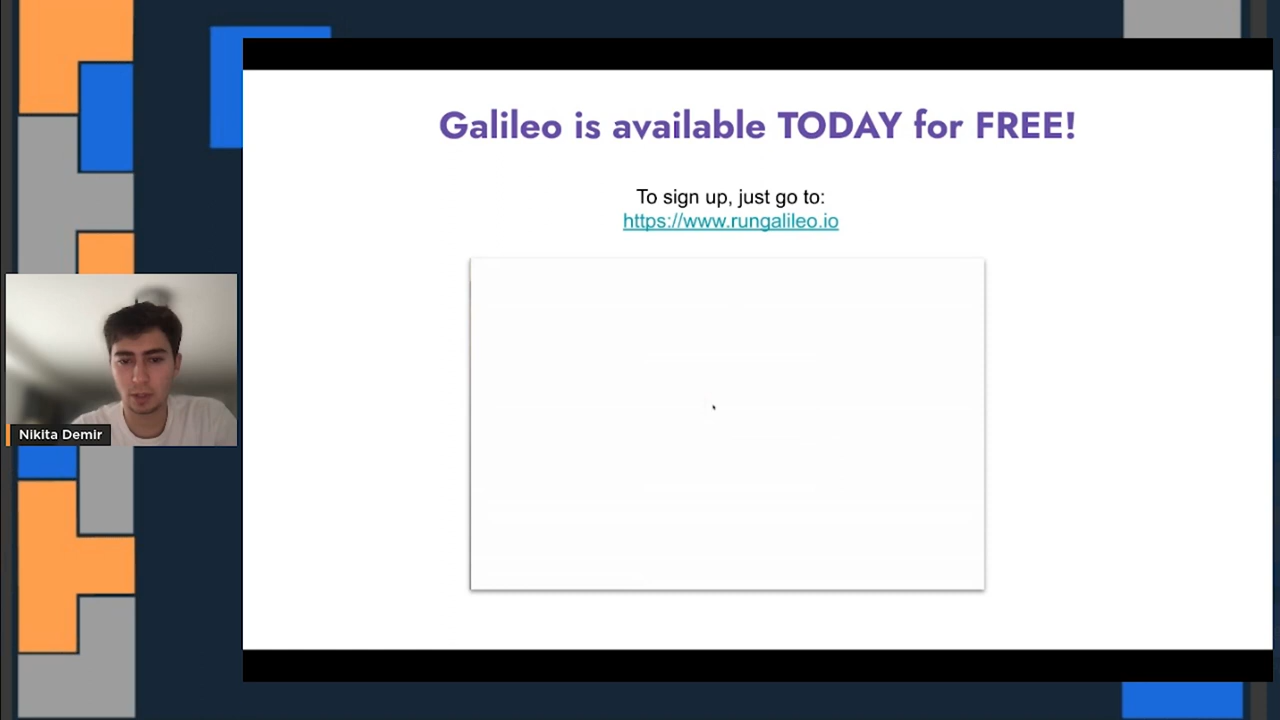 Galileo is available TODAY for FREE!
To sign up, just go to:
https://www.rungalileo.io
Nikita Demir